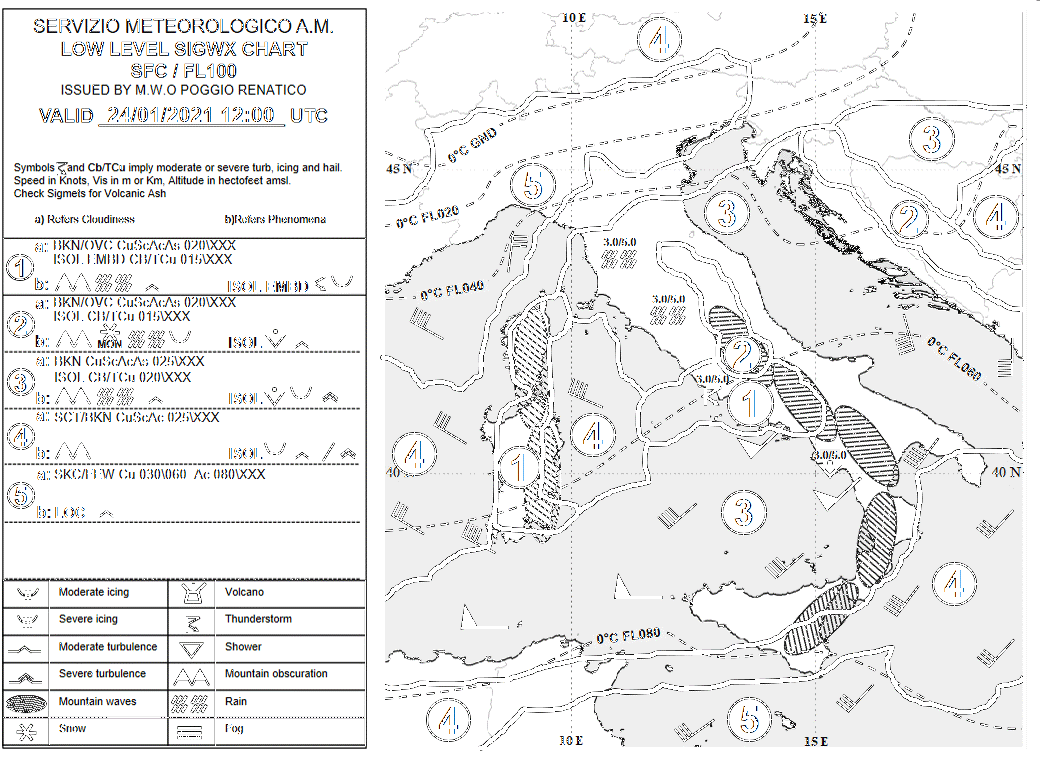 SERVIZIO METEOROLOGICO A.M.
LOW LEVEL SIGWX CHART
SFC / FL100
ISSUED BY M.W.O POGGIO RENATICO
VALID 24/01/2021 12:00 UTC
Symbols and Cb/TCu imply moderate or severe turb, icing and hail.
Speed in Knots, Vis in m or Km, Altitude in hectofeet amsl.
Check Sigmets for Volcanic Ash
a) Refers Cloudiness b)Refers Phenomena
1
a: BKN/OVC CuScAcAs 020\XXX
ISOL EMBD CB/TCu 015\XXX
b: ISOL EMBD
2
a: BKN/OVC CuScAcAs 020\XXX
ISOL CB/TCu 015\XXX
b: MON ISOL
3
a: BKN CuScAcAs 025\XXX
ISOL CB/TCu 020\XXX
b: ISOL
4
a: SCT/BKN CuScAc 025\XXX
b: ISOL /
5
a: SKC/FEW Cu 030\060 Ac 080\XXX
b: LOC
Moderate icing Volcano
Severe icing Thunderstorm
Moderate turbulence Shower
Severe turbulence Mountain obscuration
Mountain waves Rain
Snow Fog
10 E 15 E
4
0°C GND
3
45 N 45 N
5
0°C FL020
3
2
4
3.0/5.0
0°C FL040
3.0/5.0
0°C FL060
2
3.0/5.0
1
4
4
1
3.0/5.0
40 40 N
3
4
0°C FL080
4
5
10 E 15 E